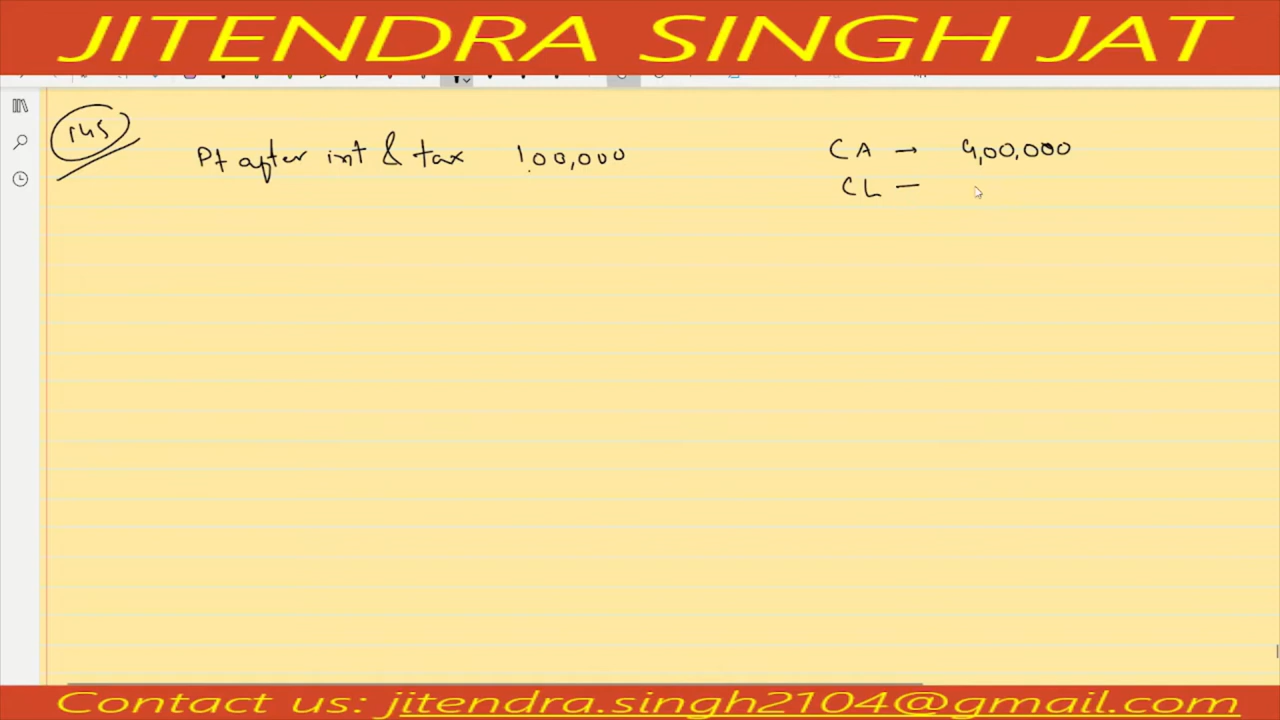 JITENDRA SINGH JAT
145
Pt after int & tax 1,00,000
CA → 4,00,000
CL —
Contact us: jitendra.singh2104@gmail.com